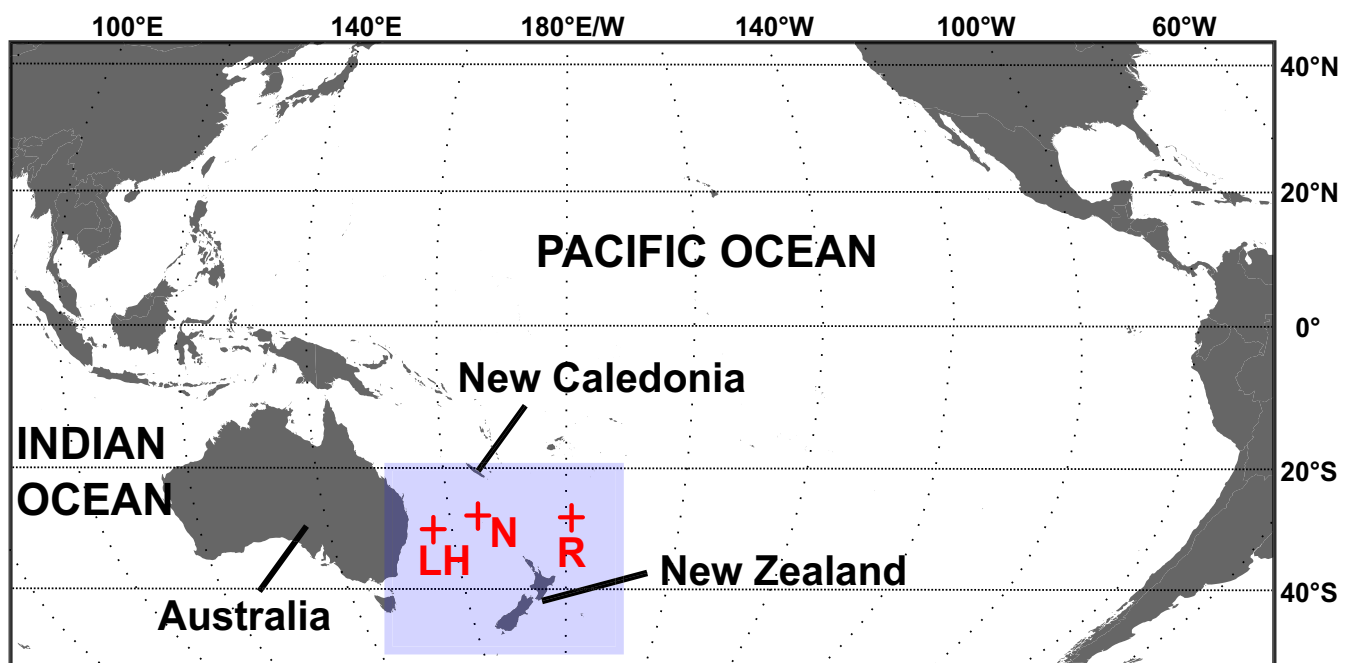 100°E 140°E 180°E/W 140°W 100°W 60°W
40°N
20°N
PACIFIC OCEAN
0°
New Caledonia
INDIAN
OCEAN
20°S
N
LH
R
New Zealand
40°S
Australia